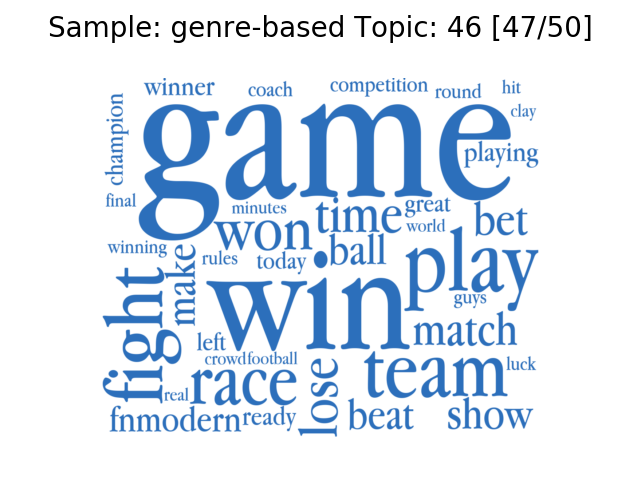 Sample: genre-based Topic: 46 [47/50]
winner coach competition round hit
champion game clay
playing
final minutes time great
won world bet
winning rules today ball play
make guys
fight win match
left
crowd football team luck
real race lose
fnmodern ready beat show